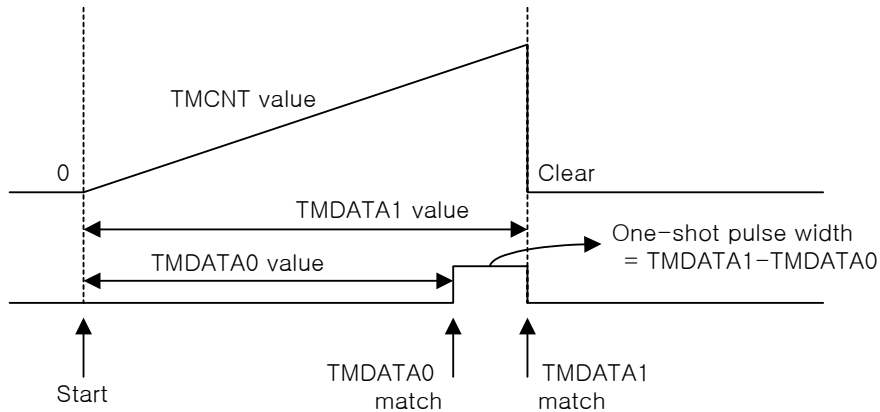 TMCNT value
0
Clear
TMDATA1 value
One-shot pulse width
= TMDATA1-TMDATA0
TMDATA0 value
Start
TMDATA0
match
TMDATA1
match